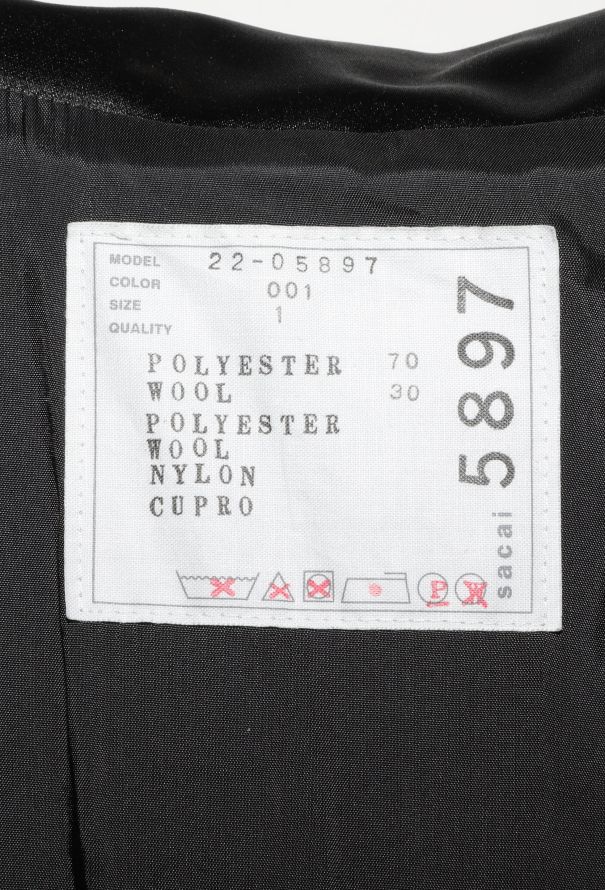 MODEL 22-05897
COLOR 001
SIZE 1
QUALITY
POLYESTER 70
WOOL 30
POLYESTER
WOOL
NYLON
CUPRO
P W
sacai 5897